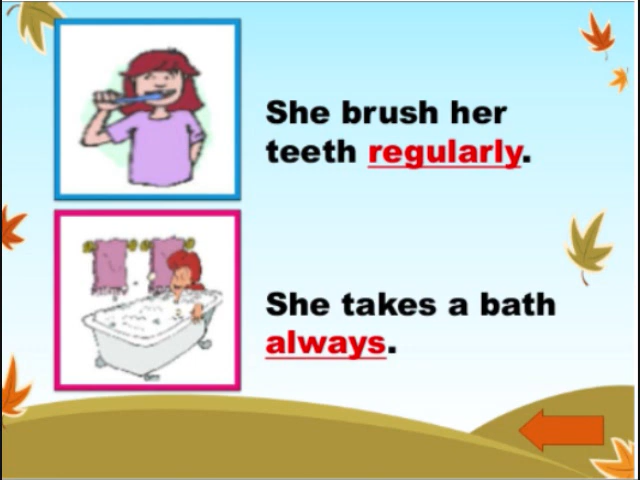 She brush her
teeth regularly.
She takes a bath
always.